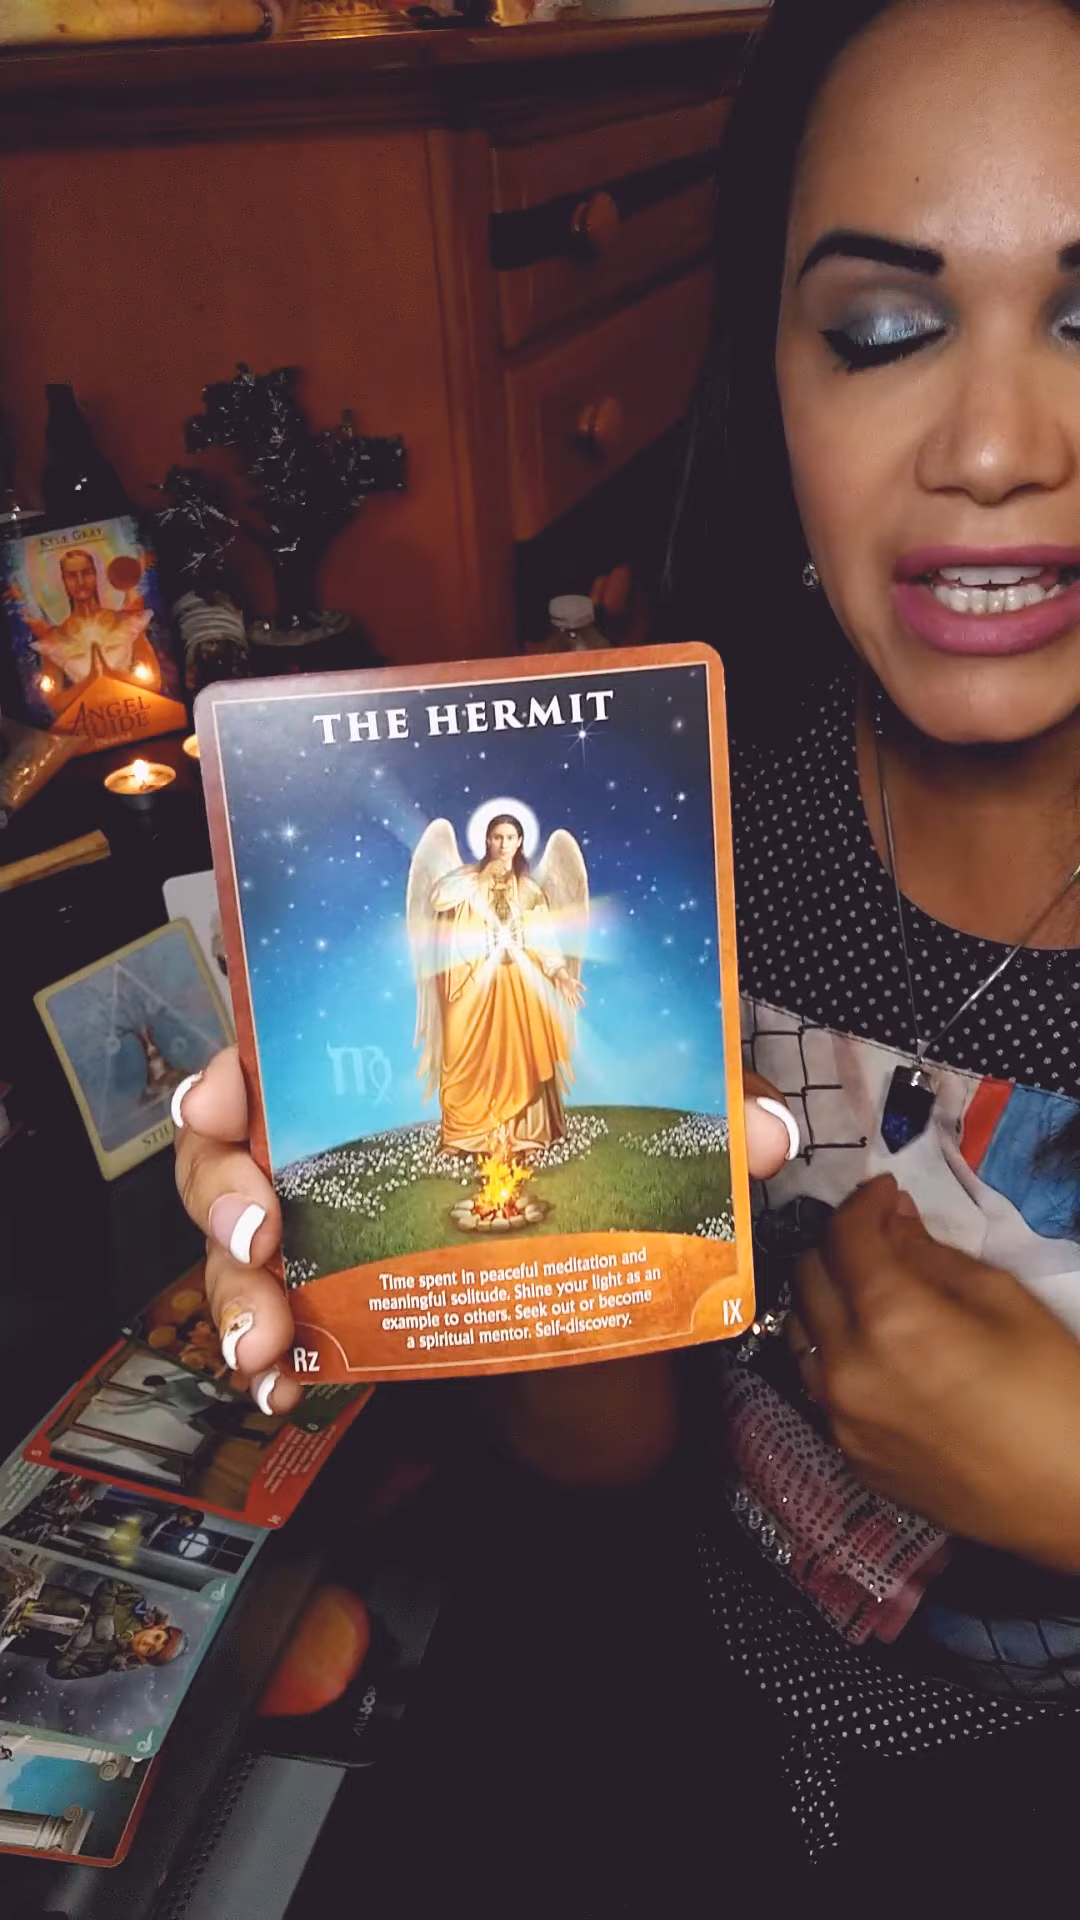 KYLE GRAY
ANGEL
GUIDE
THE HERMIT
Time spent in peaceful meditation and
meaningful solitude. Shine your light as an
example to others. Seek out or become
a spiritual mentor. Self-discovery.
Rz
IX
ALLSOP